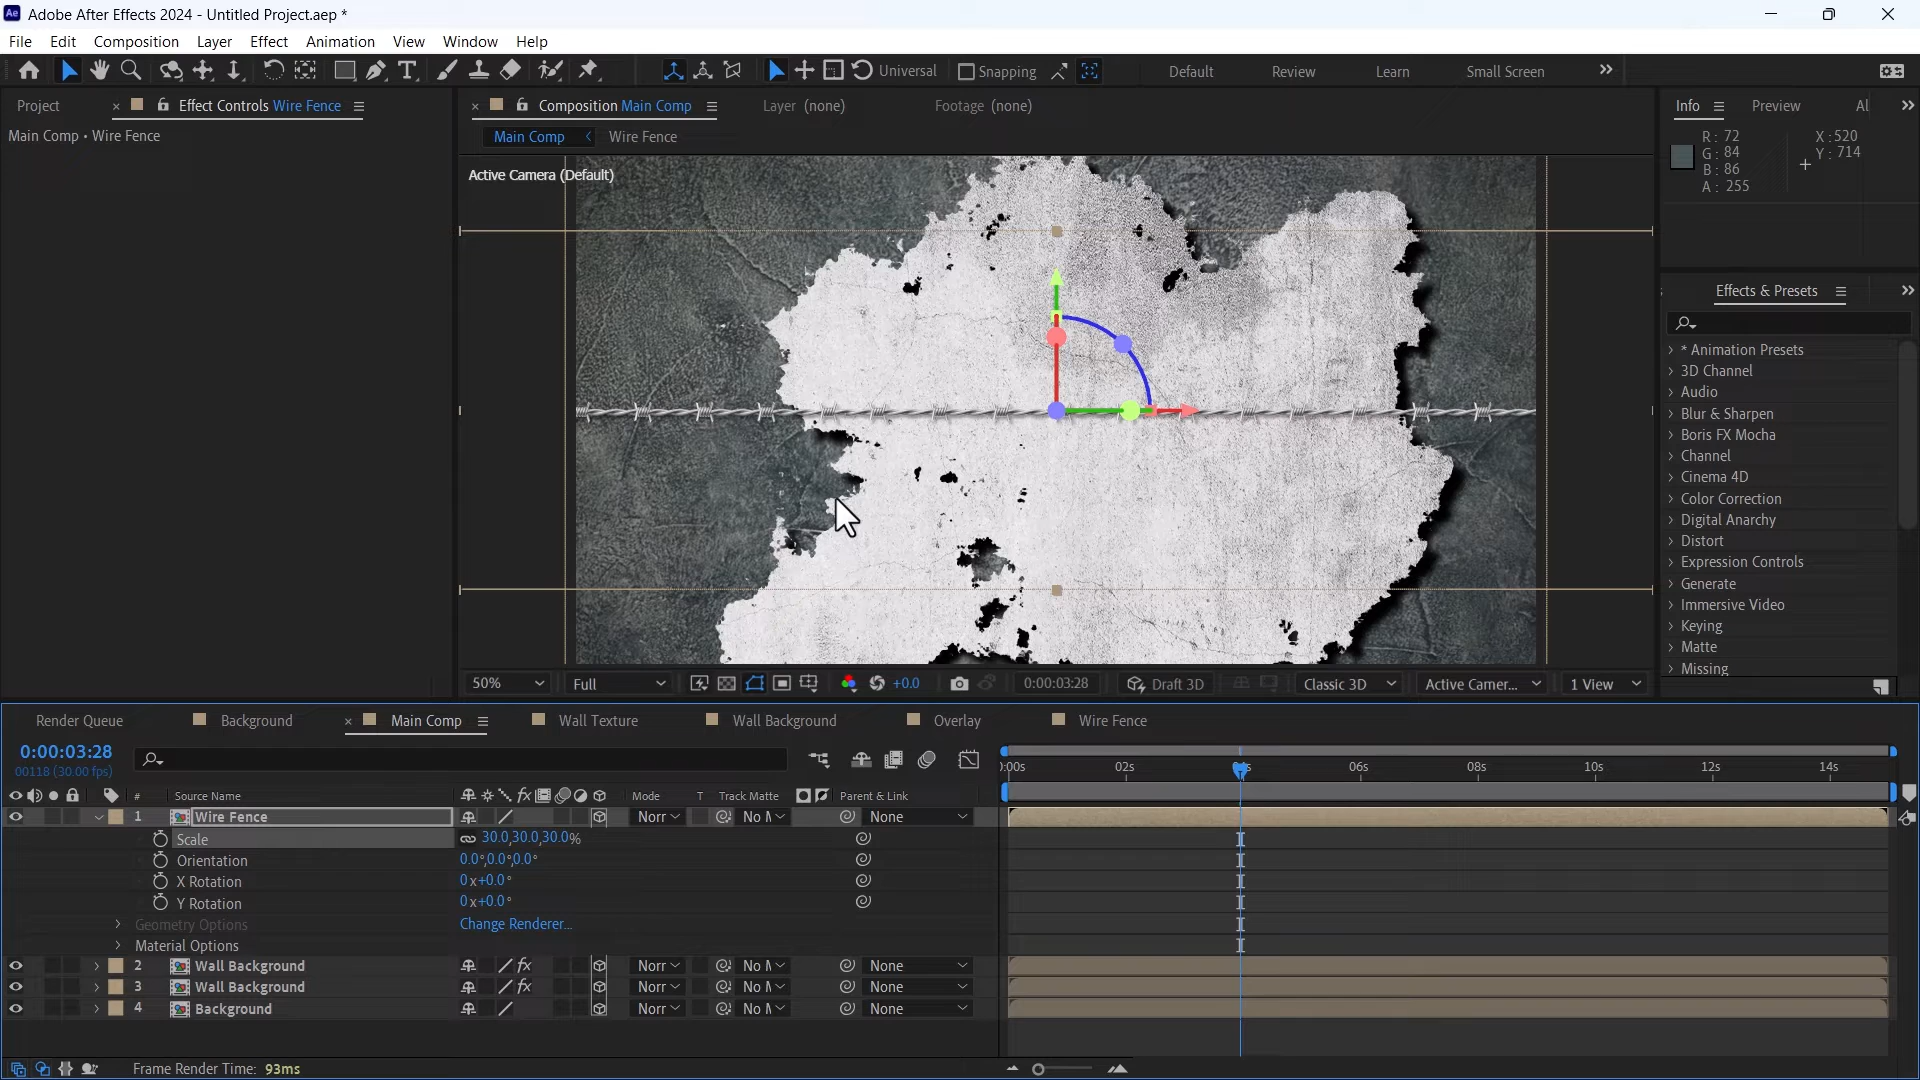 Adobe After Effects 2024 - Untitled Project.aep *
File Edit Composition Layer Effect Animation View Window Help
Universal Snapping Default Review Learn Small Screen
Project Effect Controls Wire Fence Composition Main Comp Layer (none) Footage (none) Info Preview Al
Main Comp • Wire Fence
Main Comp Wire Fence
R: 72 X: 520
G: 84 Y: 714
B: 86
A: 255
Active Camera (Default)
Effects & Presets
* Animation Presets
3D Channel
Audio
Blur & Sharpen
Boris FX Mocha
Channel
Cinema 4D
Color Correction
Digital Anarchy
Distort
Expression Controls
Generate
Immersive Video
Keying
Matte
Missing
50% Full +0.0 0:00:03:28 Draft 3D Classic 3D Active Camer... 1 View
Render Queue Background Main Comp Wall Texture Wall Background Overlay Wire Fence
0:00:03:28
00118 (30.00 fps)
:00s 02s 06s 08s 10s 12s 14s
# Source Name fx Mode T Track Matte Parent & Link
1 Wire Fence Norr No M None
Scale 30.0,30.0,30.0%
Orientation 0.0°,0.0°,0.0°
X Rotation 0x+0.0°
Y Rotation 0x+0.0°
Geometry Options Change Renderer...
Material Options
2 Wall Background fx Norr No M None
3 Wall Background fx Norr No M None
4 Background Norr No M None
Frame Render Time: 93ms